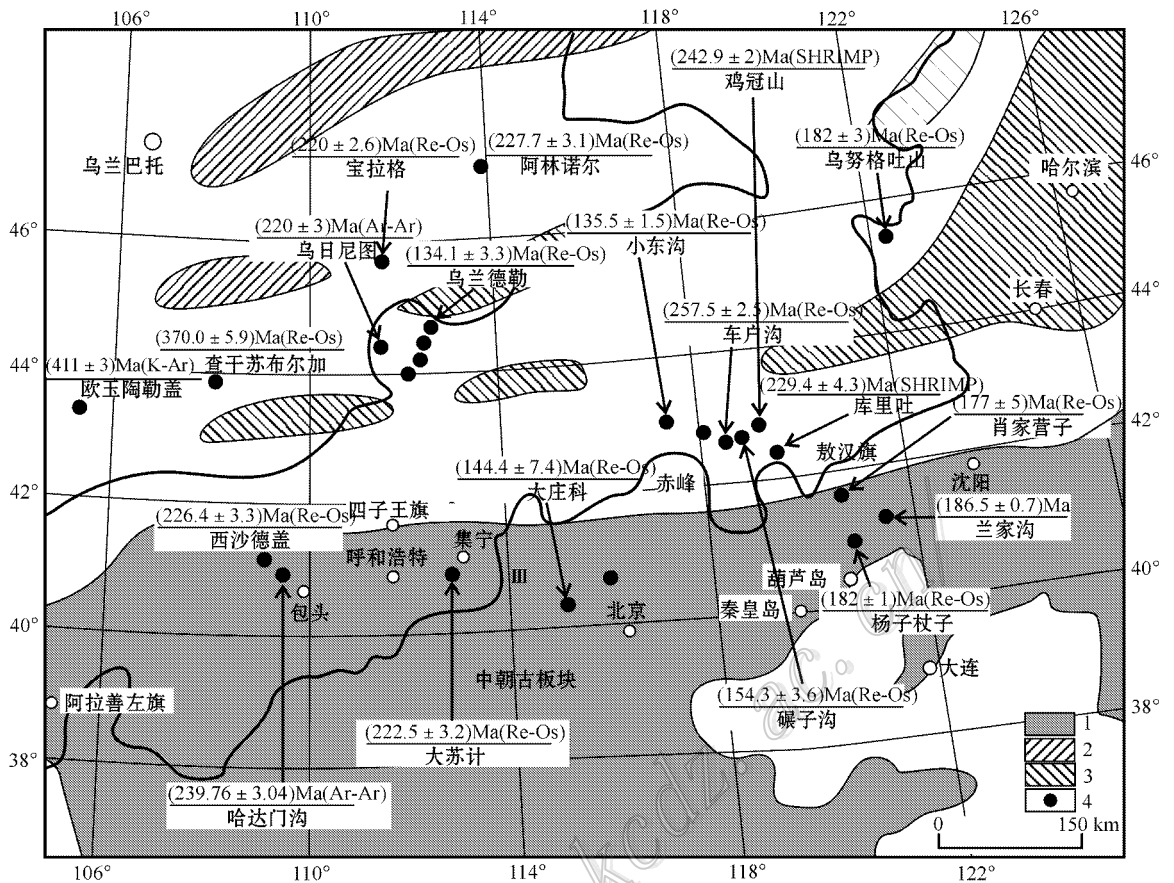 106° 110° 114° 118° 122° 126°
(242.9 ± 2)Ma(SHRIMP)
鸡冠山
(220 ± 2.6)Ma(Re-Os)
宝拉格
(227.7 ± 3.1)Ma(Re-Os)
阿林诺尔
(182 ± 3)Ma(Re-Os)
乌努格吐山
乌兰巴托
哈尔滨
46°
46°
(220 ± 3)Ma(Ar-Ar)
乌日尼图
(134.1 ± 3.3)Ma(Re-Os)
乌兰德勒
(135.5 ± 1.5)Ma(Re-Os)
小东沟
长春
44°
(257.5 ± 2.5)Ma(Re-Os)
车户沟
(370.0 ± 5.9)Ma(Re-Os)
查干苏布尔加
44°
(411 ± 3)Ma(K-Ar)
欧玉陶勒盖
(229.4 ± 4.3)Ma(SHRIMP)
库里吐
(177 ± 5)Ma(Re-Os)
肖家营子
42°
敖汉旗
(144.4 ± 7.4)Ma(Re-Os)
大庄科
赤峰
沈阳
42°
四子王旗
(226.4 ± 3.3)Ma(Re-Os)
西沙德盖
(186.5 ± 0.7)Ma
兰家沟
集宁
呼和浩特
III
葫芦岛
40°
包头
北京
秦皇岛
(182 ± 1)Ma(Re-Os)
杨子杖子
40°
大连
中朝古板块
阿拉善左旗
(154.3 ± 3.6)Ma(Re-Os)
碾子沟
38°
(222.5 ± 3.2)Ma(Re-Os)
大苏计
1
2
38°
3
(239.76 ± 3.04)Ma(Ar-Ar)
哈达门沟
4
0 150 km
kcdz.ac.cn
106° 110° 114° 118° 122°